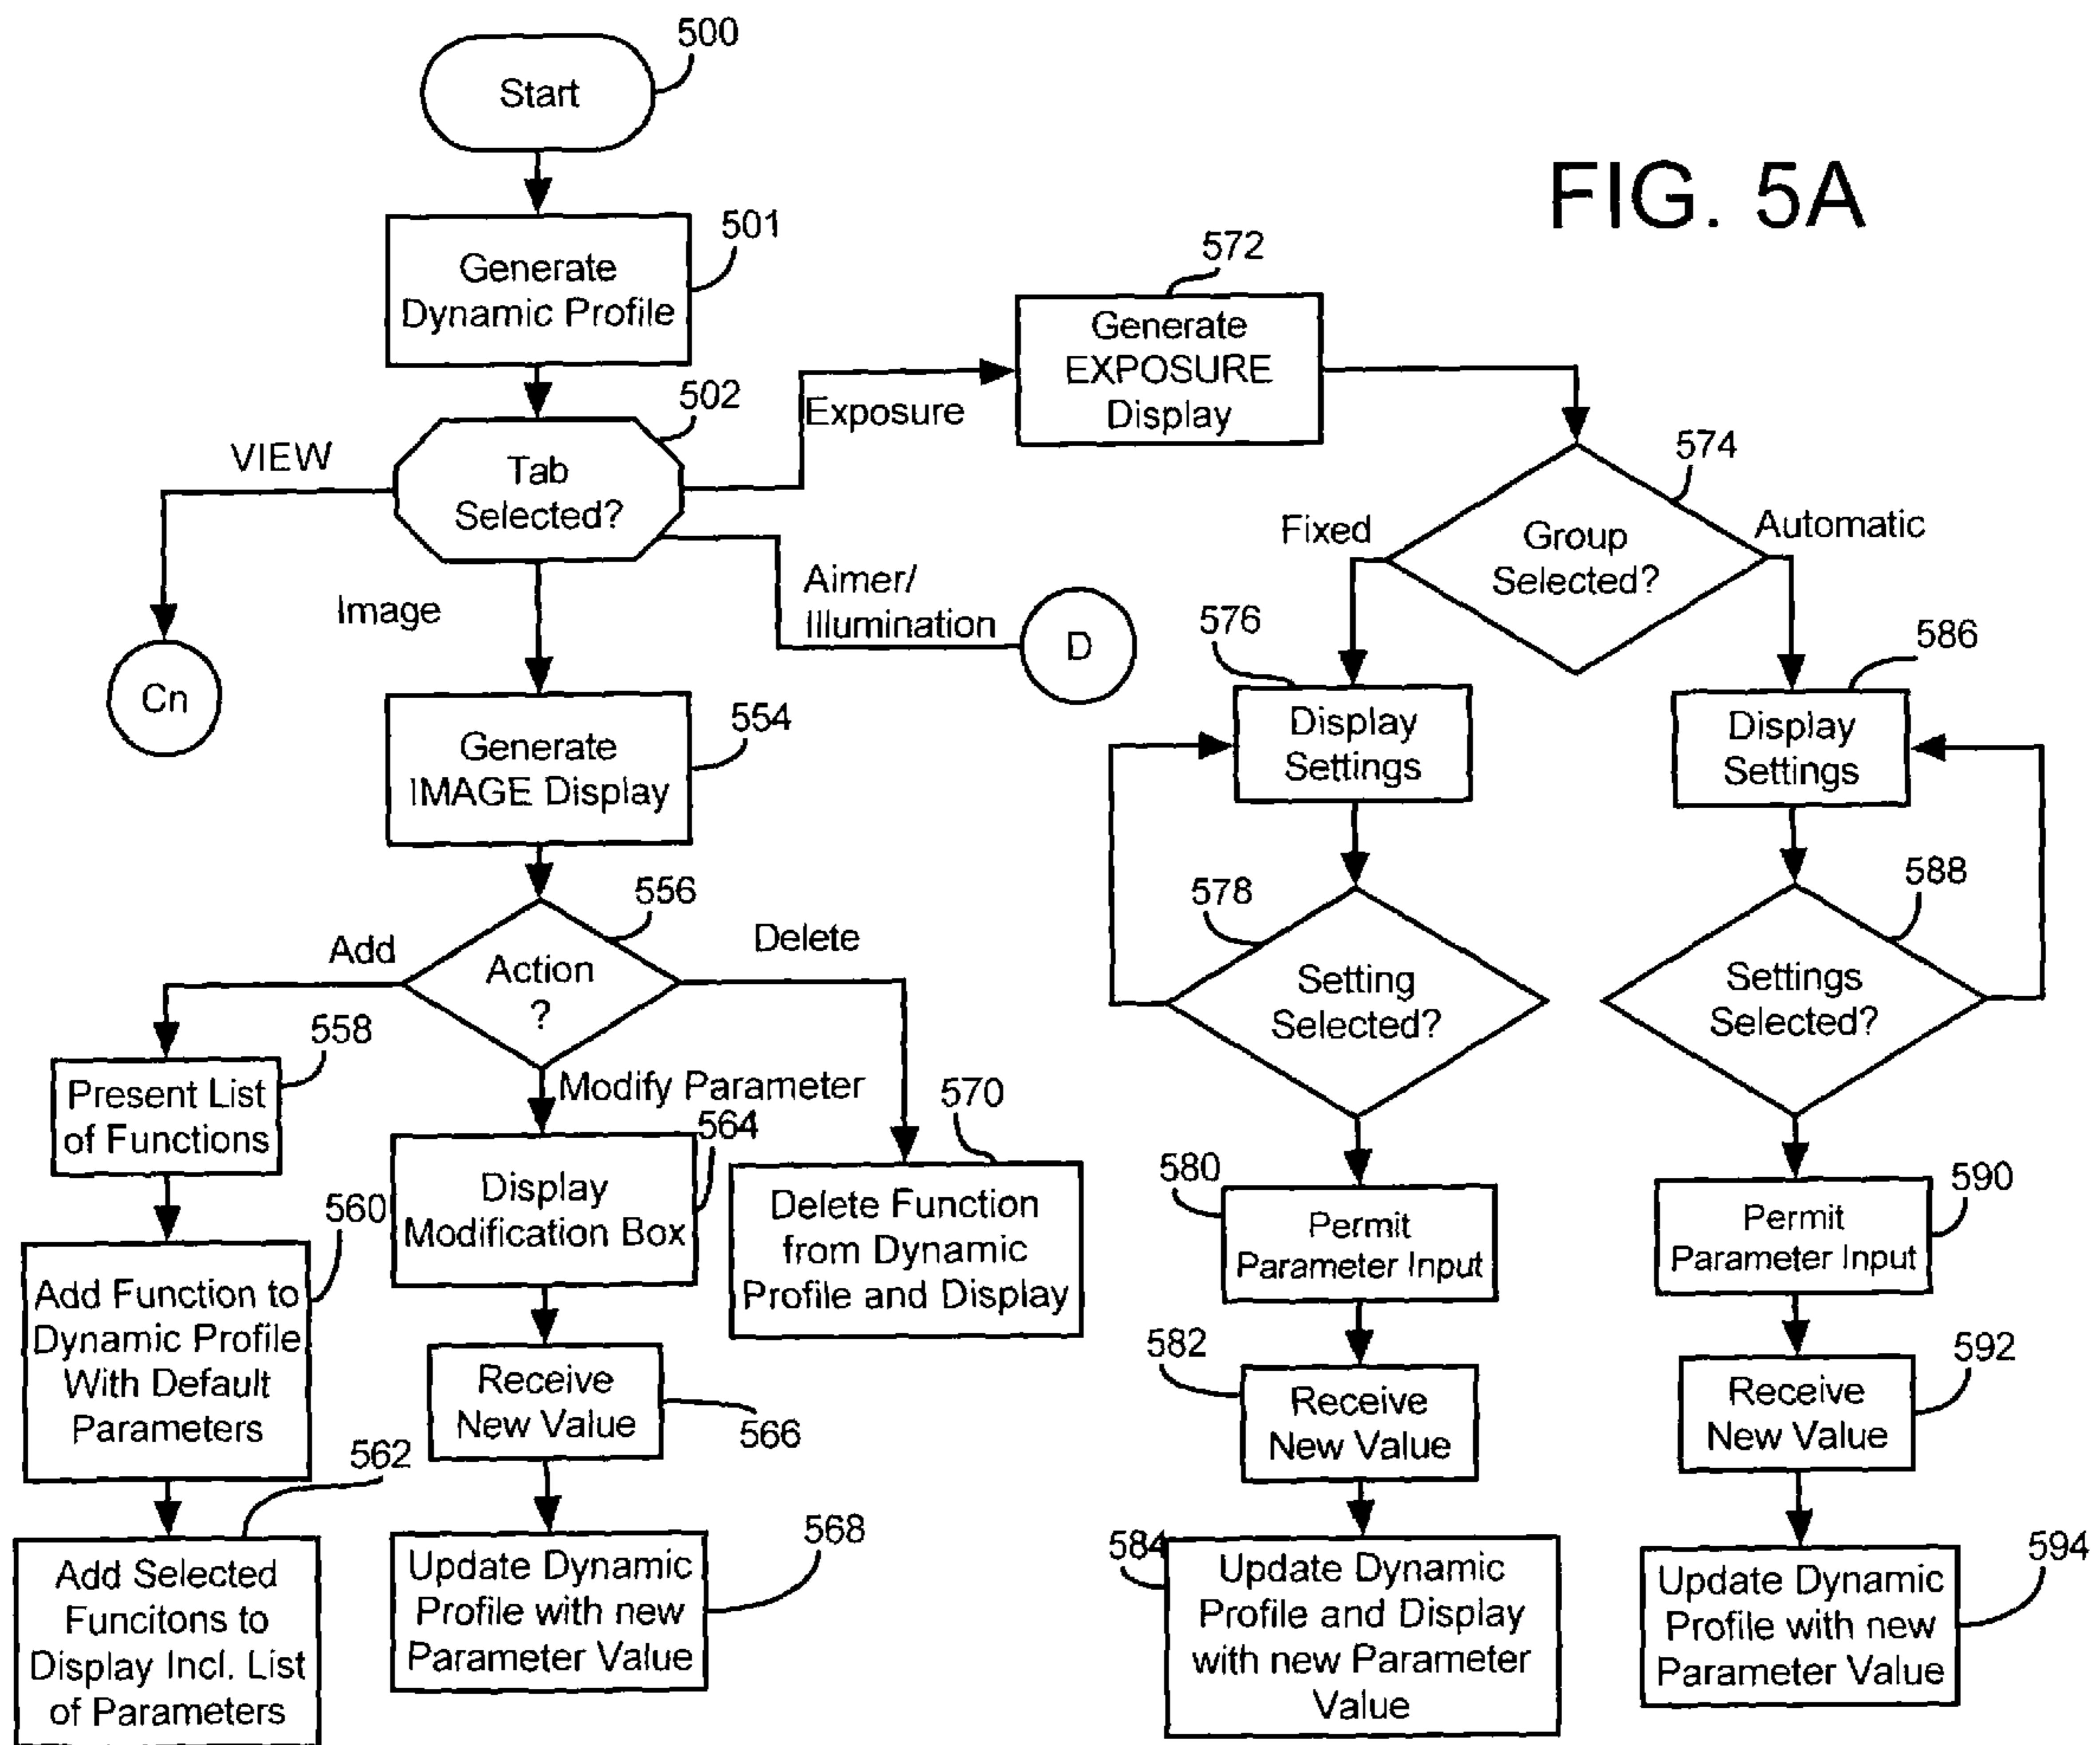 500
Start
FIG. 5A
501
Generate
Dynamic Profile
572
Generate
EXPOSURE
Display
502
VIEW
Tab
Selected?
Exposure
574
Fixed
Automatic
Group
Selected?
Image
Aimer/
Illumination
D
Cn
576
Display
Settings
586
Display
Settings
554
Generate
IMAGE Display
556
Add
Action
?
Delete
578
Setting
Selected?
588
Settings
Selected?
558
Present List
of Functions
Modify Parameter
564
Display
Modification Box
570
Delete Function
from Dynamic
Profile and Display
580
Permit
Parameter Input
590
Permit
Parameter Input
560
Add Function to
Dynamic Profile
With Default
Parameters
Receive
New Value
566
582
Receive
New Value
592
Receive
New Value
562
Add Selected
Funcitons to
Display Incl. List
of Parameters
568
Update Dynamic
Profile with new
Parameter Value
584
Update Dynamic
Profile and Display
with new Parameter
Value
594
Update Dynamic
Profile with new
Parameter Value